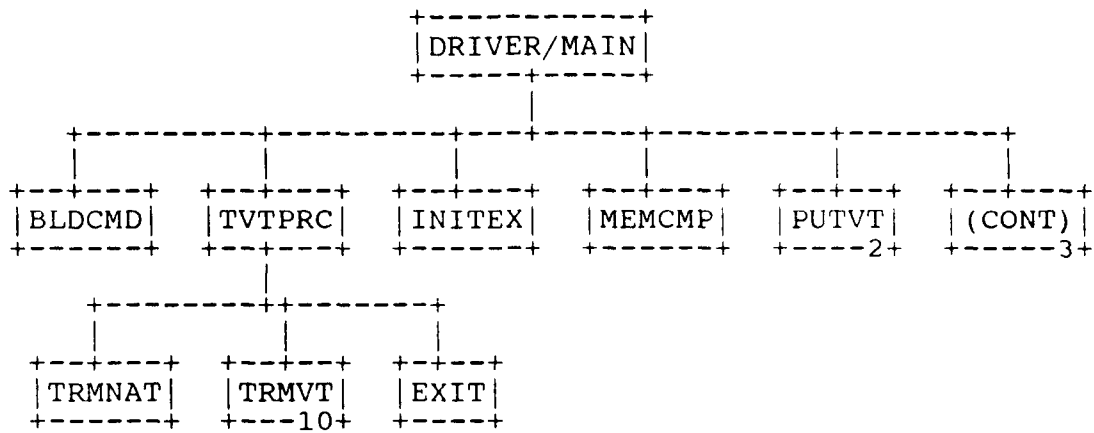 DRIVER/MAIN
BLDCMD TVTPRC INITEX MEMCMP PUTVT (CONT)
2 3
TRMNAT TRMVT EXIT
10